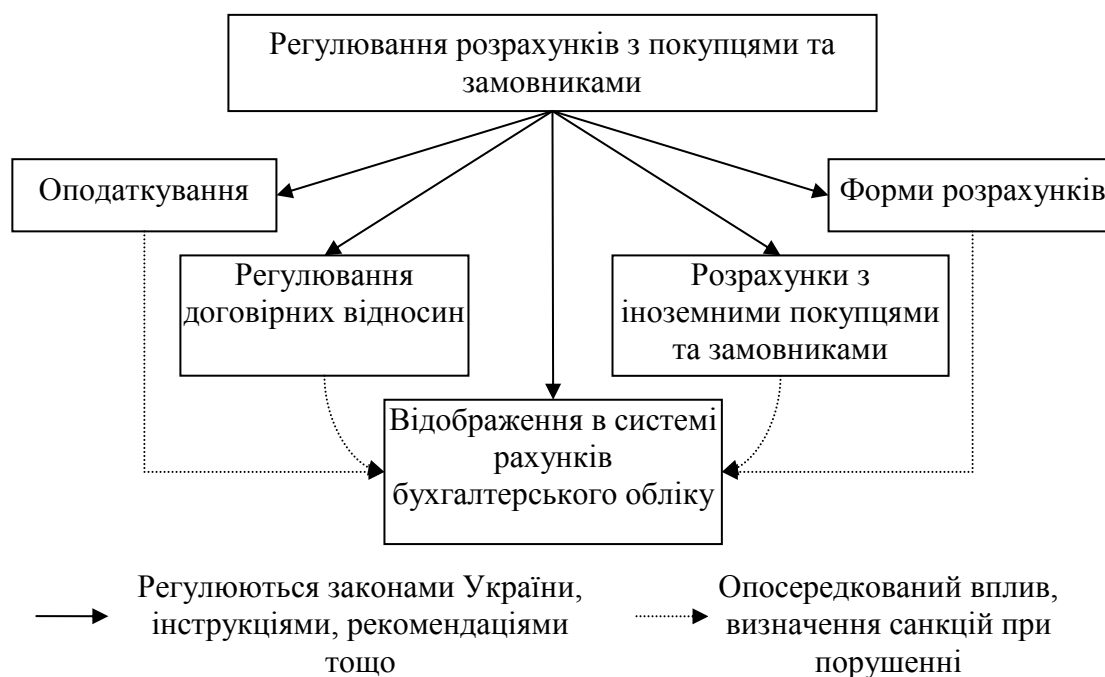 Регулювання розрахунків з покупцями та
замовниками
Оподаткування
Форми розрахунків
Регулювання
договірних відносин
Розрахунки з
іноземними покупцями
та замовниками
Відображення в системі
рахунків
бухгалтерського обліку
Регулюються законами України,
інструкціями, рекомендаціями
тощо
Опосередкований вплив,
визначення санкцій при
порушенні